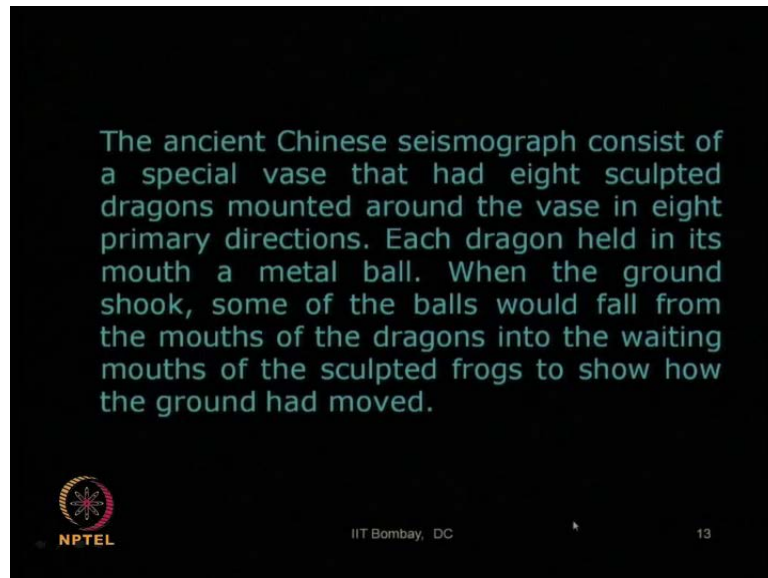 The ancient Chinese seismograph consist of
a special vase that had eight sculpted
dragons mounted around the vase in eight
primary directions. Each dragon held in its
mouth a metal ball. When the ground
shook, some of the balls would fall from
the mouths of the dragons into the waiting
mouths of the sculpted frogs to show how
the ground had moved.
NPTEL
IIT Bombay, DC
13